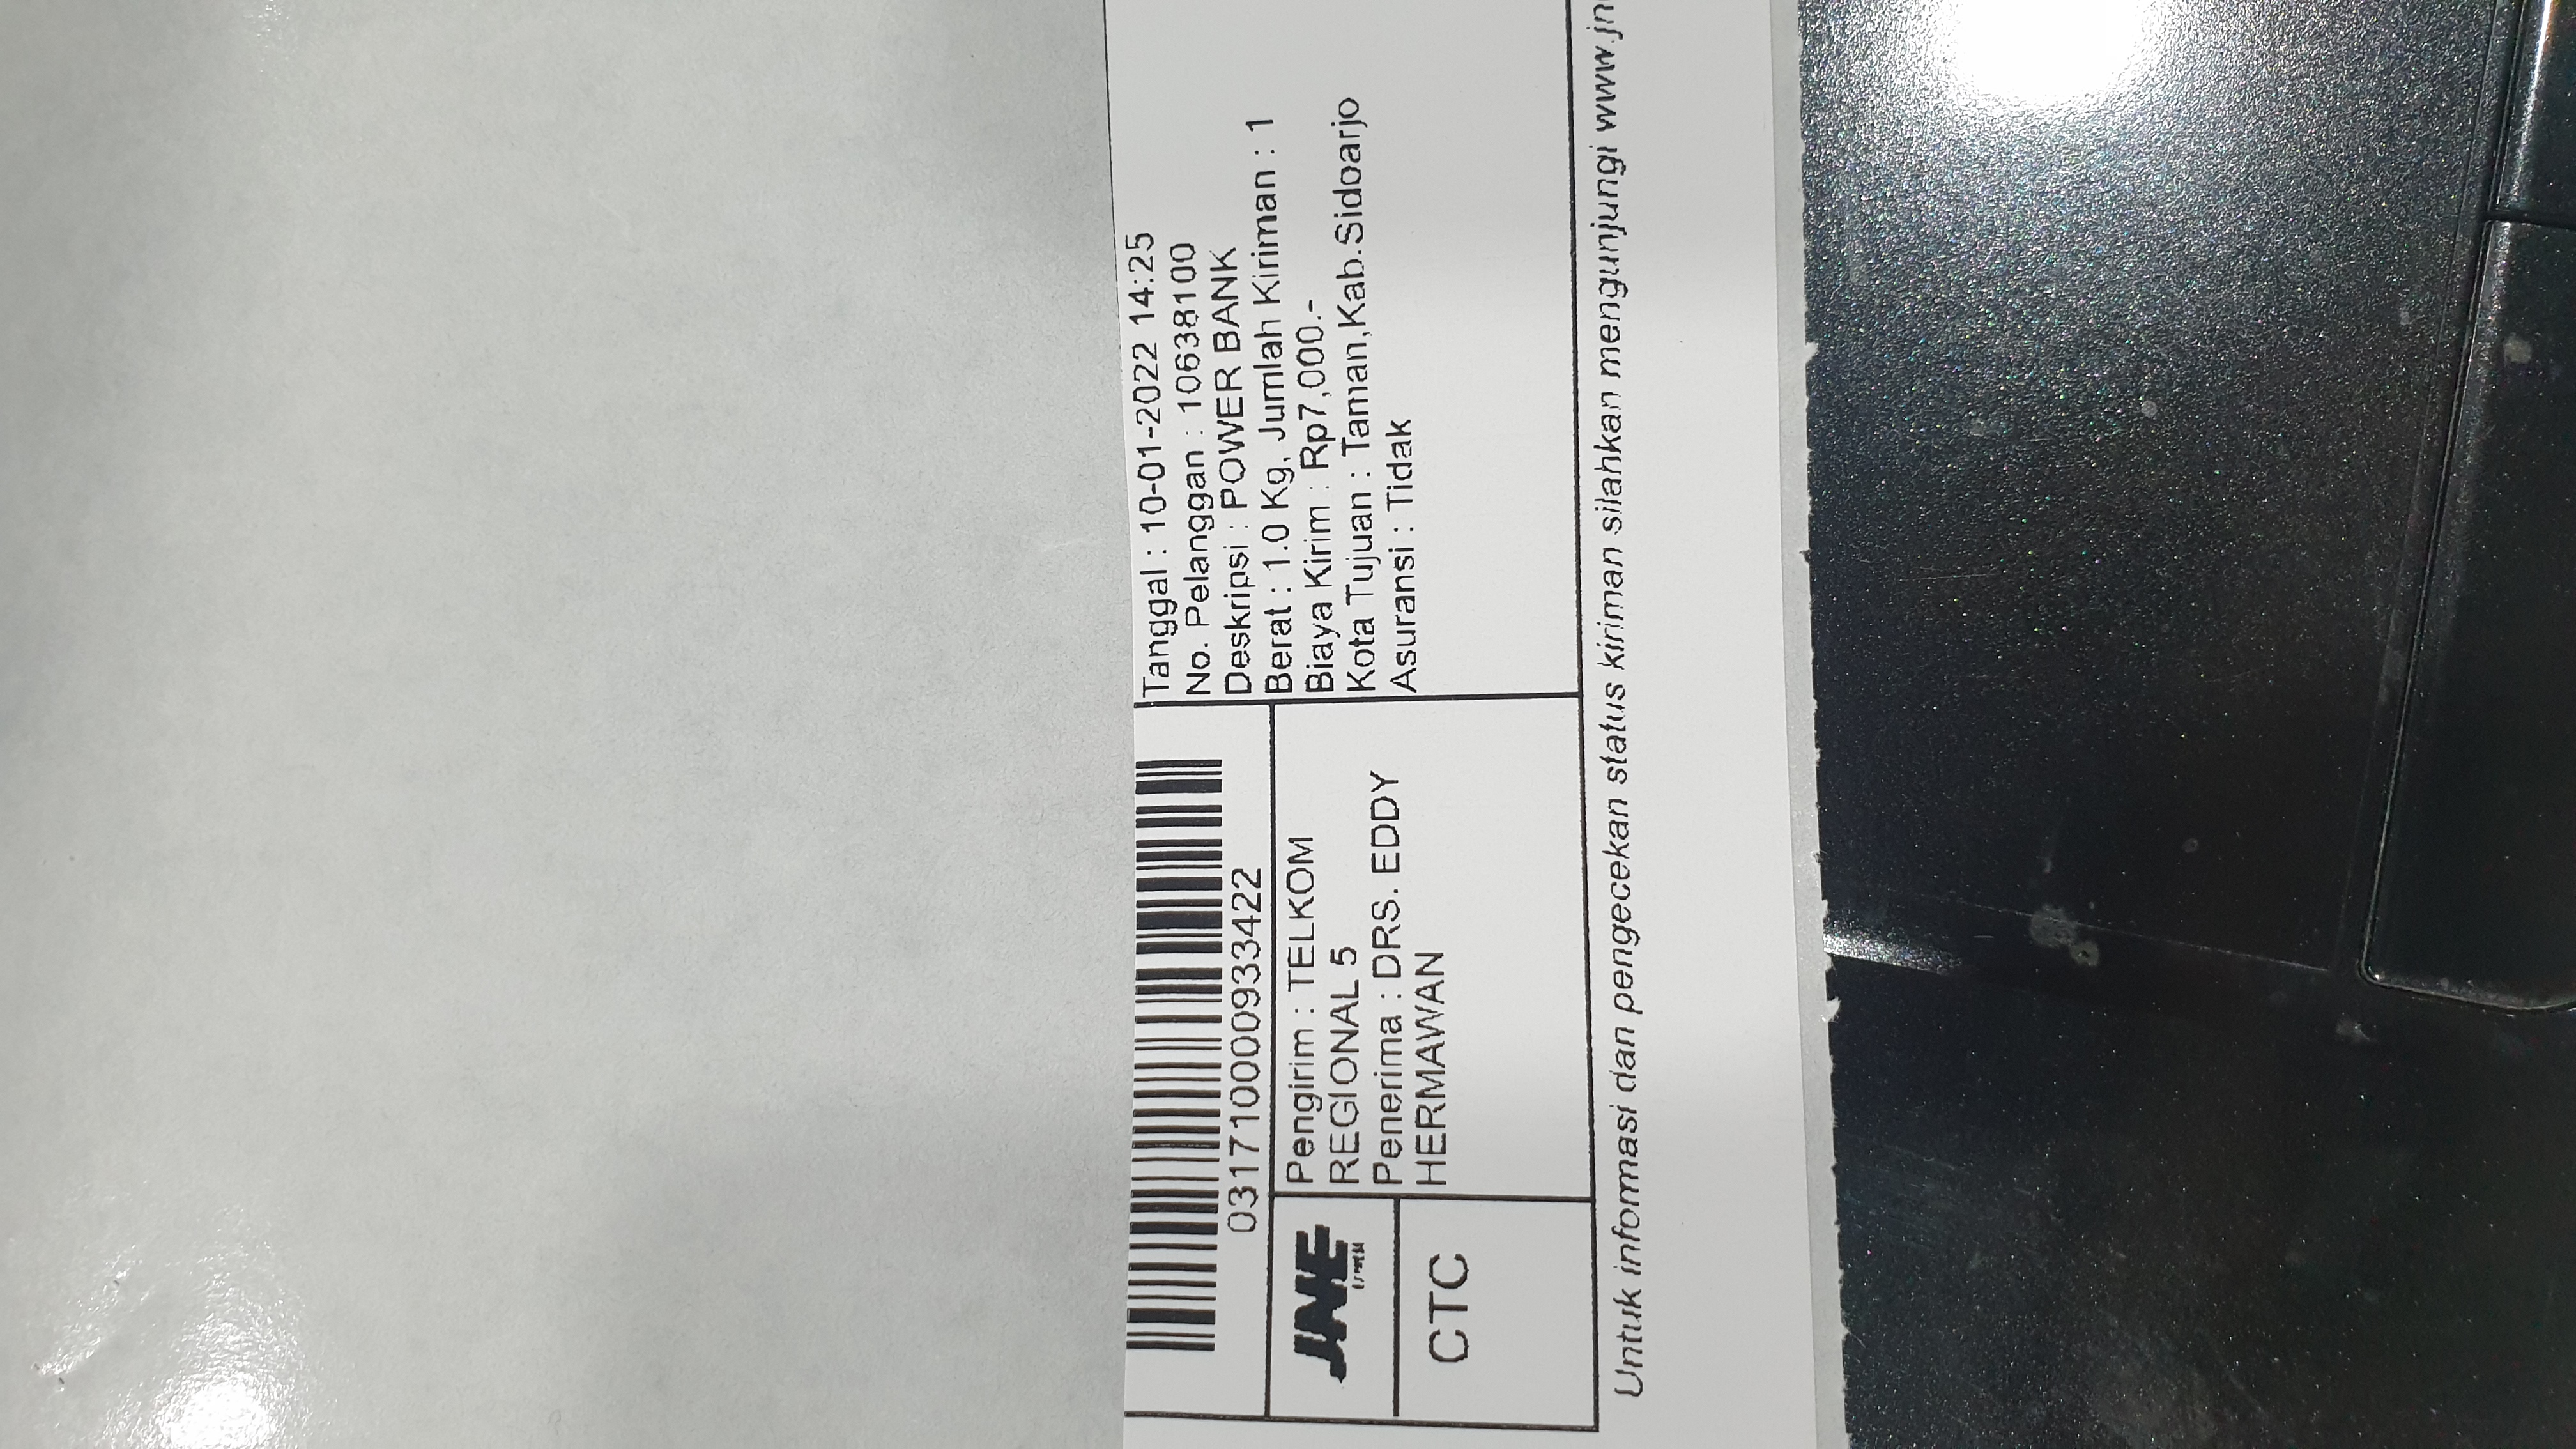 031710000933422
JNE
CTC
Pengirim : TELKOM
REGIONAL 5
Penerima : DRS. EDDY
HERMAWAN
Tanggal : 10-01-2022 14:25
No. Pelanggan : 10638100
Deskripsi : POWER BANK
Berat : 1.0 Kg, Jumlah Kiriman : 1
Biaya Kirim : Rp7,000.-
Kota Tujuan : Taman,Kab.Sidoarjo
Asuransi : Tidak
Untuk informasi dan pengecekan status kiriman silahkan mengunjungi www.jn